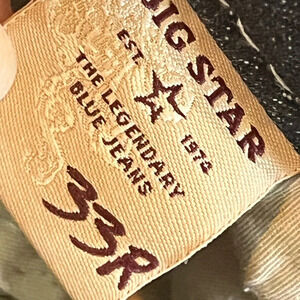 BIG STAR
EST. 1974
THE LEGENDARY
BLUE JEANS
33R